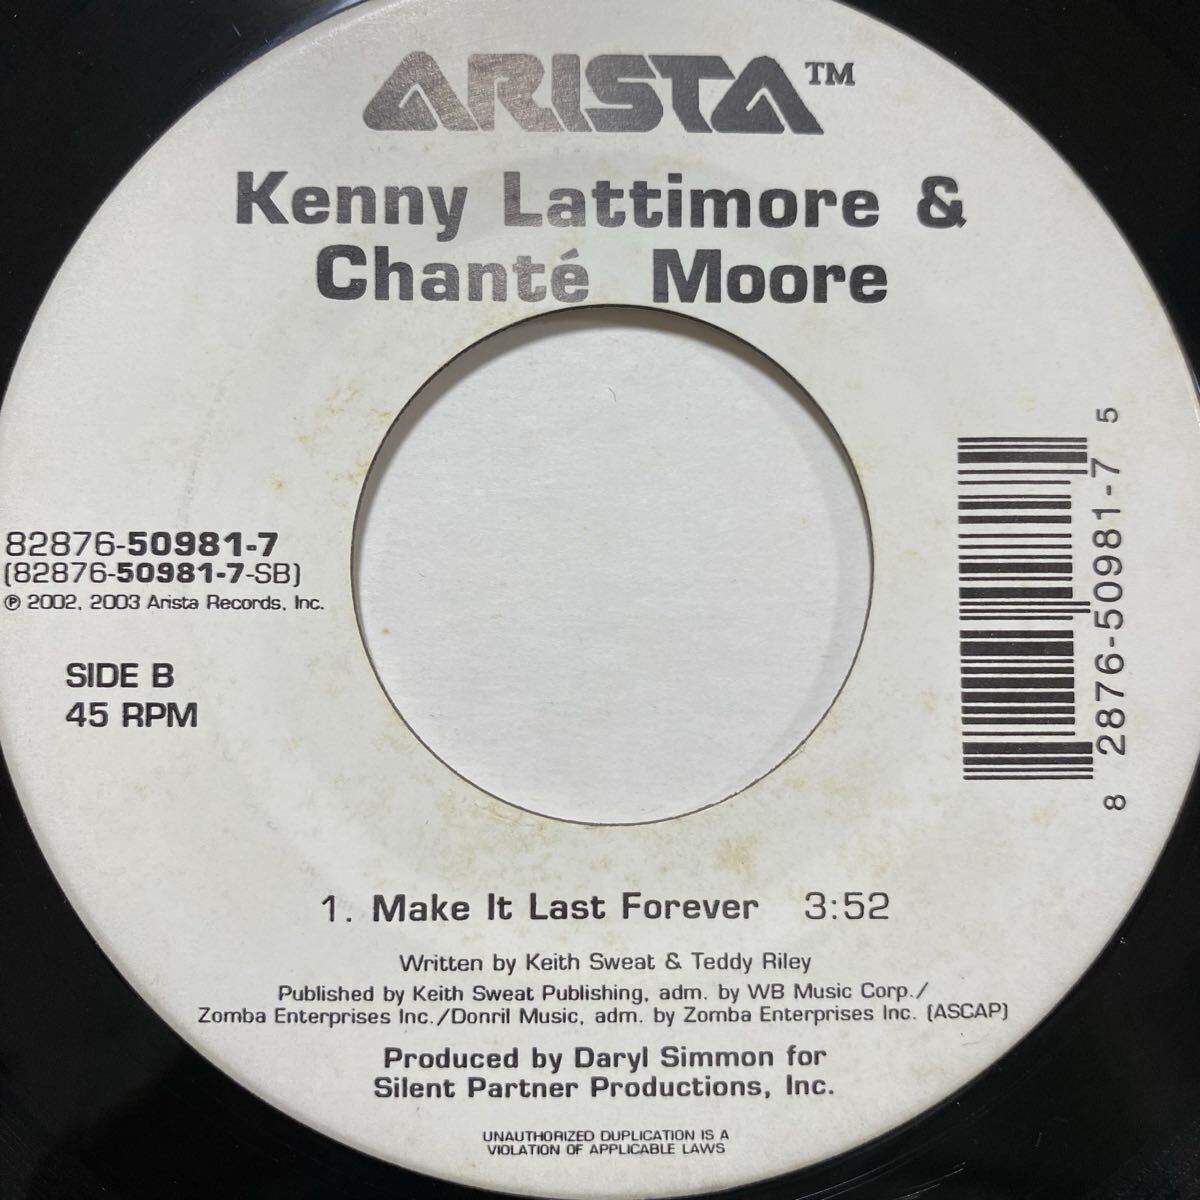 ARISTA™
Kenny Lattimore &
Chanté Moore
82876-50981-7
(82876-50981-7-SB)
℗ 2002, 2003 Arista Records, Inc.
SIDE B
45 RPM
8 2876-50981-7 5
1. Make It Last Forever 3:52
Written by Keith Sweat & Teddy Riley
Published by Keith Sweat Publishing, adm. by WB Music Corp./
Zomba Enterprises Inc./Donril Music, adm. by Zomba Enterprises Inc. (ASCAP)
Produced by Daryl Simmon for
Silent Partner Productions, Inc.
UNAUTHORIZED DUPLICATION IS A
VIOLATION OF APPLICABLE LAWS